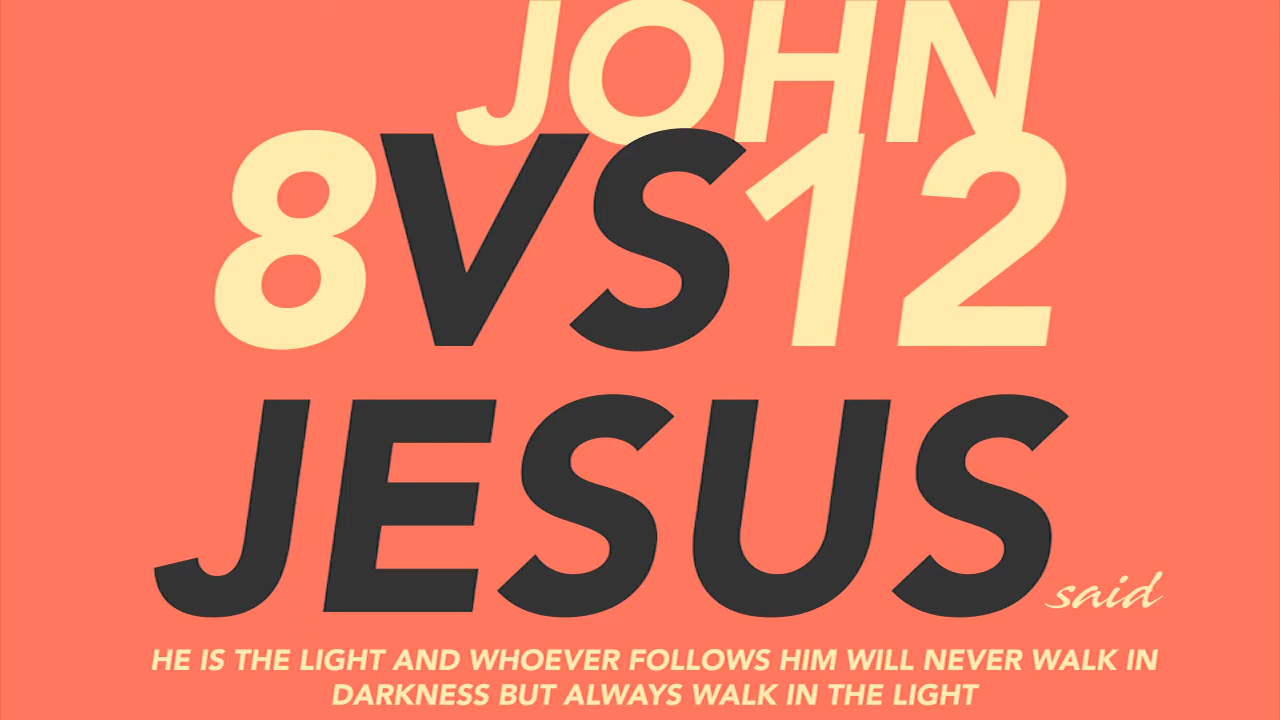 JOHN
8VS12
JESUS said
HE IS THE LIGHT AND WHOEVER FOLLOWS HIM WILL NEVER WALK IN
DARKNESS BUT ALWAYS WALK IN THE LIGHT